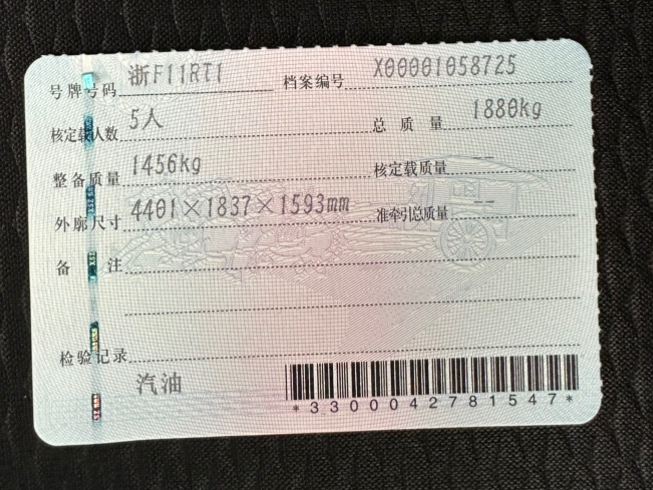 号牌号码 浙F11RT1 档案编号 X00001058725
核定载人数 5人 总质量 1880kg
整备质量 1456kg 核定载质量 --
外廓尺寸 4401×1837×1593mm 准牵引总质量 --
备注
检验记录
汽油
*3300042781547*